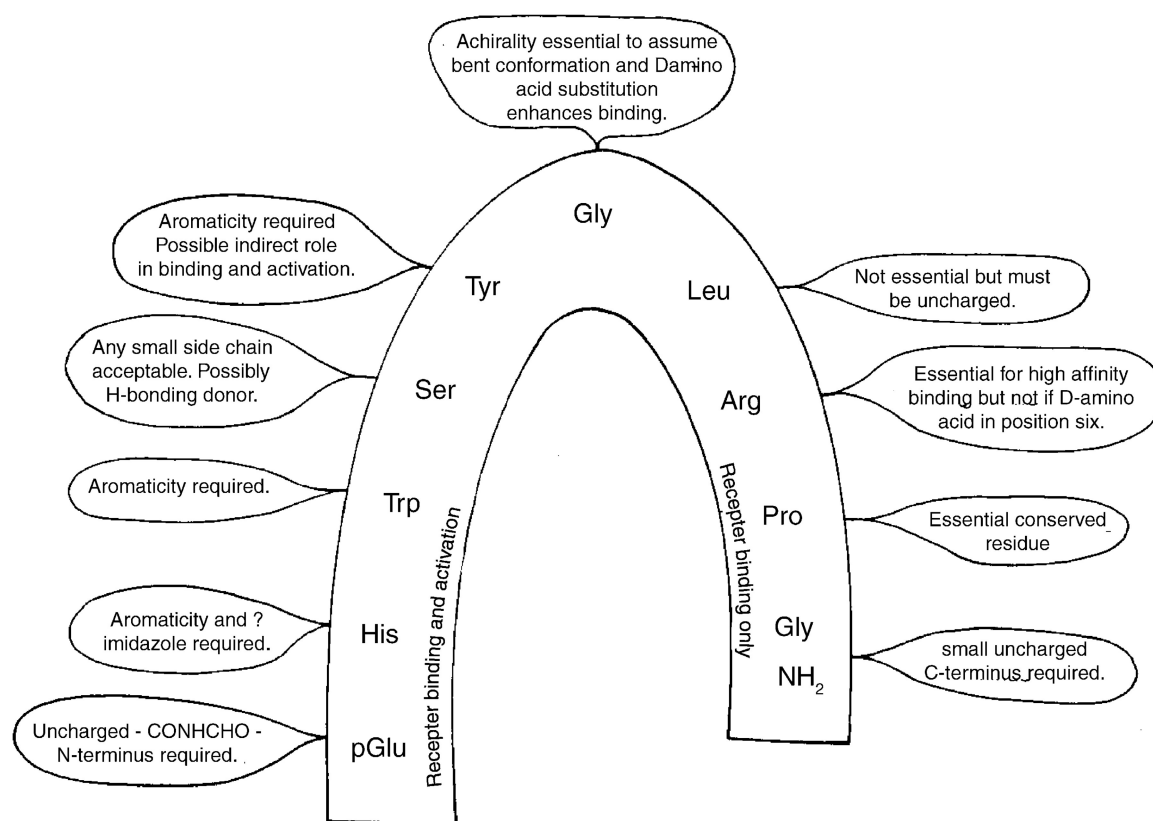 Achirality essential to assume
bent conformation and Damino
acid substitution
enhances binding.
Gly
Aromaticity required
Possible indirect role
in binding and activation.
Tyr
Leu
Not essential but must
be uncharged.
Any small side chain
acceptable. Possibly
H-bonding donor.
Ser
Arg
Essential for high affinity
binding but not if D-amino
acid in position six.
Aromaticity required.
Trp
Pro
Essential conserved
residue
Recepter binding and activation
Recepter binding only
Aromaticity and ?
imidazole required.
His
Gly
NH₂
small uncharged
C-terminus required.
Uncharged - CONHCHO -
N-terminus required.
pGlu